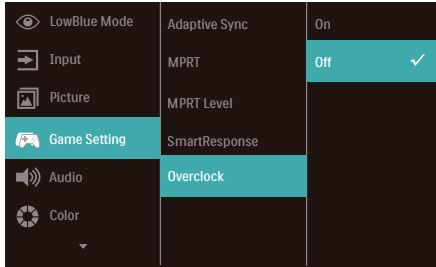 LowBlue Mode
Input
Picture
Game Setting
Audio
Color
Adaptive Sync
MPRT
MPRT Level
SmartResponse
Overclock
On
Off